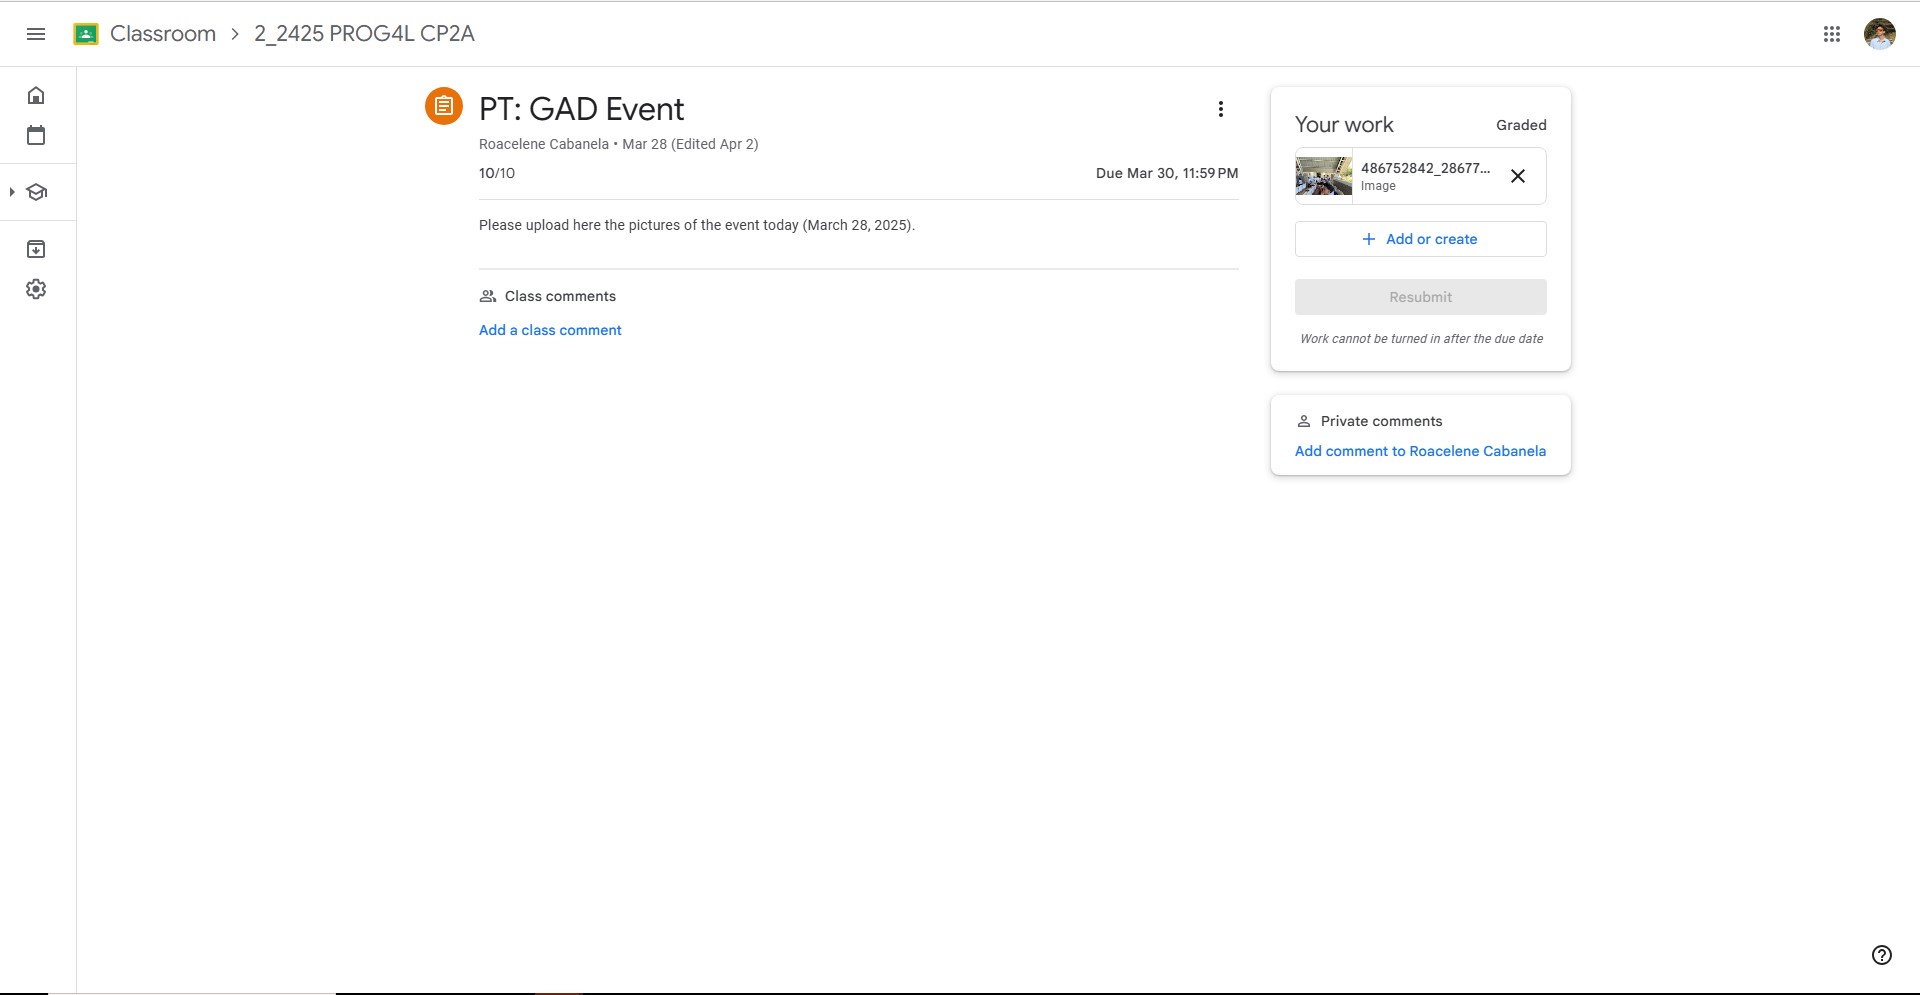 Classroom > 2_2425 PROG4L CP2A
PT: GAD Event
Roacelene Cabanela • Mar 28 (Edited Apr 2)
10/10
Due Mar 30, 11:59 PM
Please upload here the pictures of the event today (March 28, 2025).
Class comments
Add a class comment
Your work
Graded
486752842_28677...
Image
+ Add or create
Resubmit
Work cannot be turned in after the due date
Private comments
Add comment to Roacelene Cabanela